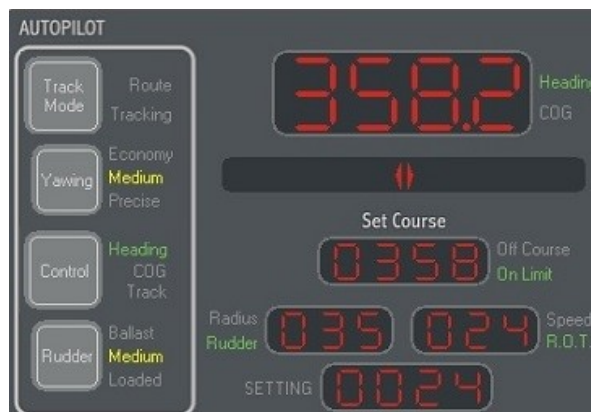 AUTOPILOT
Track Mode
Route
Tracking
358.2
Heading
COG
Yawing
Economy
Medium
Precise
Set Course
Control
Heading
COG
Track
0358
Off Course
On Limit
Radius
Rudder
035
024
Speed
R.O.T.
Rudder
Ballast
Medium
Loaded
SETTING
0024